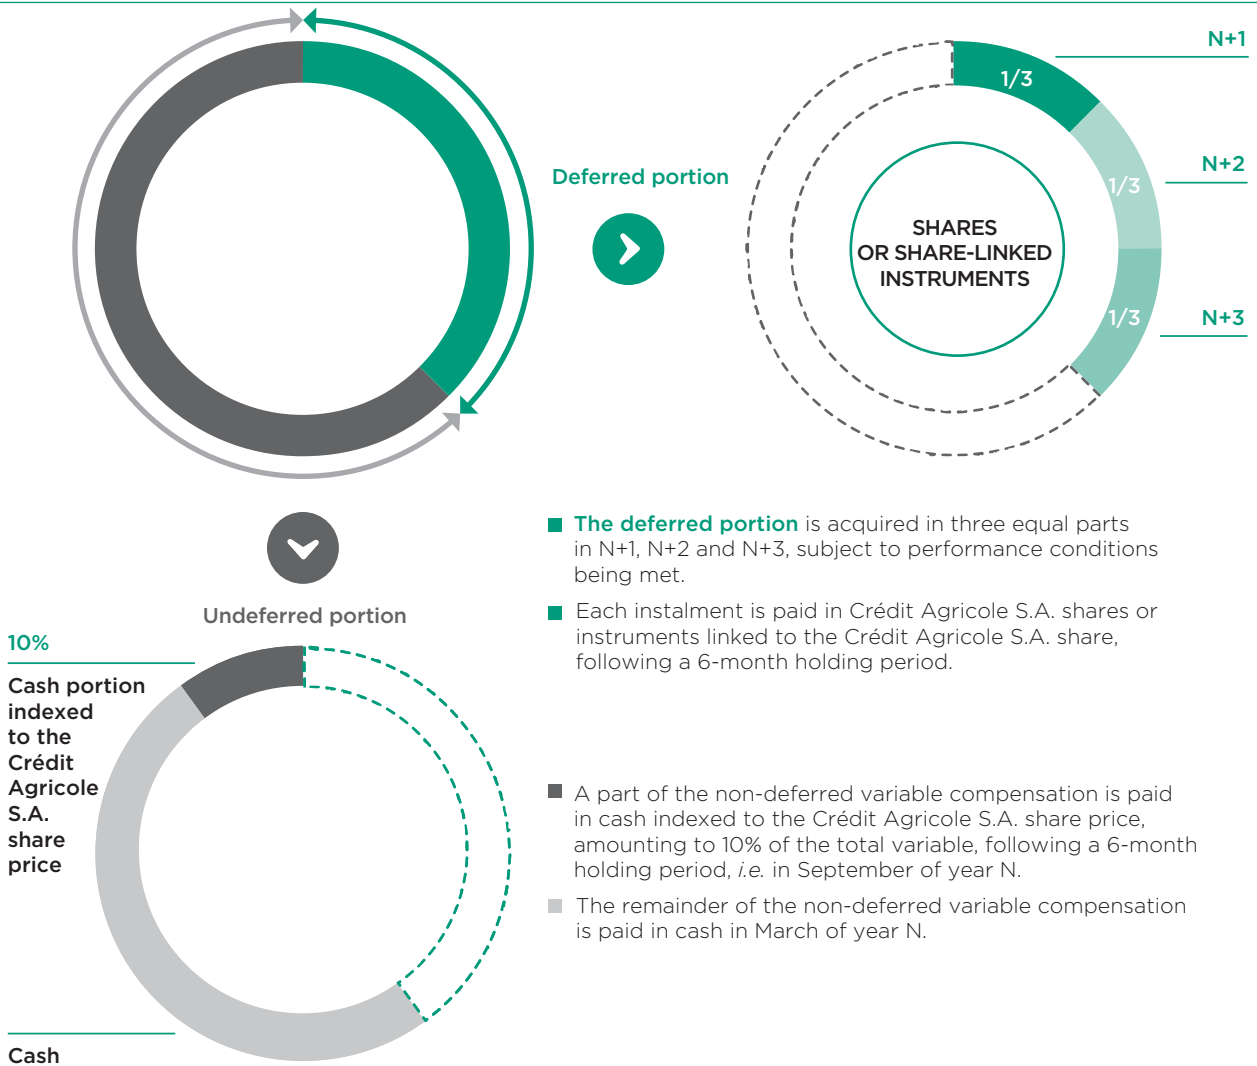 N+1
1/3
Deferred portion
N+2
1/3
SHARES
OR SHARE-LINKED
INSTRUMENTS
1/3
N+3
The deferred portion is acquired in three equal parts
in N+1, N+2 and N+3, subject to performance conditions
being met.
Each instalment is paid in Crédit Agricole S.A. shares or
instruments linked to the Crédit Agricole S.A. share,
following a 6-month holding period.
Undeferred portion
10%
Cash portion
indexed
to the
Crédit
Agricole
S.A.
share
price
A part of the non-deferred variable compensation is paid
in cash indexed to the Crédit Agricole S.A. share price,
amounting to 10% of the total variable, following a 6-month
holding period, i.e. in September of year N.
The remainder of the non-deferred variable compensation
is paid in cash in March of year N.
Cash